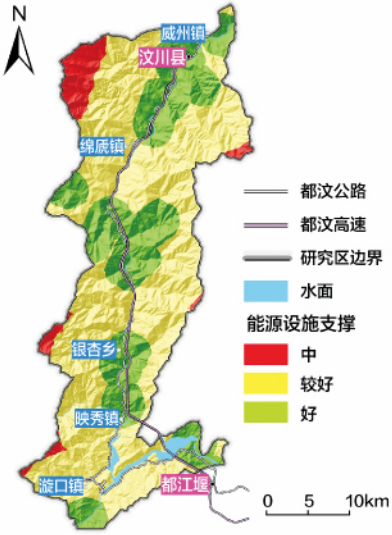 N
威州镇
汶川县
绵虒镇
都汶公路
都汶高速
研究区边界
水面
能源设施支撑
中
较好
好
银杏乡
映秀镇
漩口镇
都江堰
0 5 10km